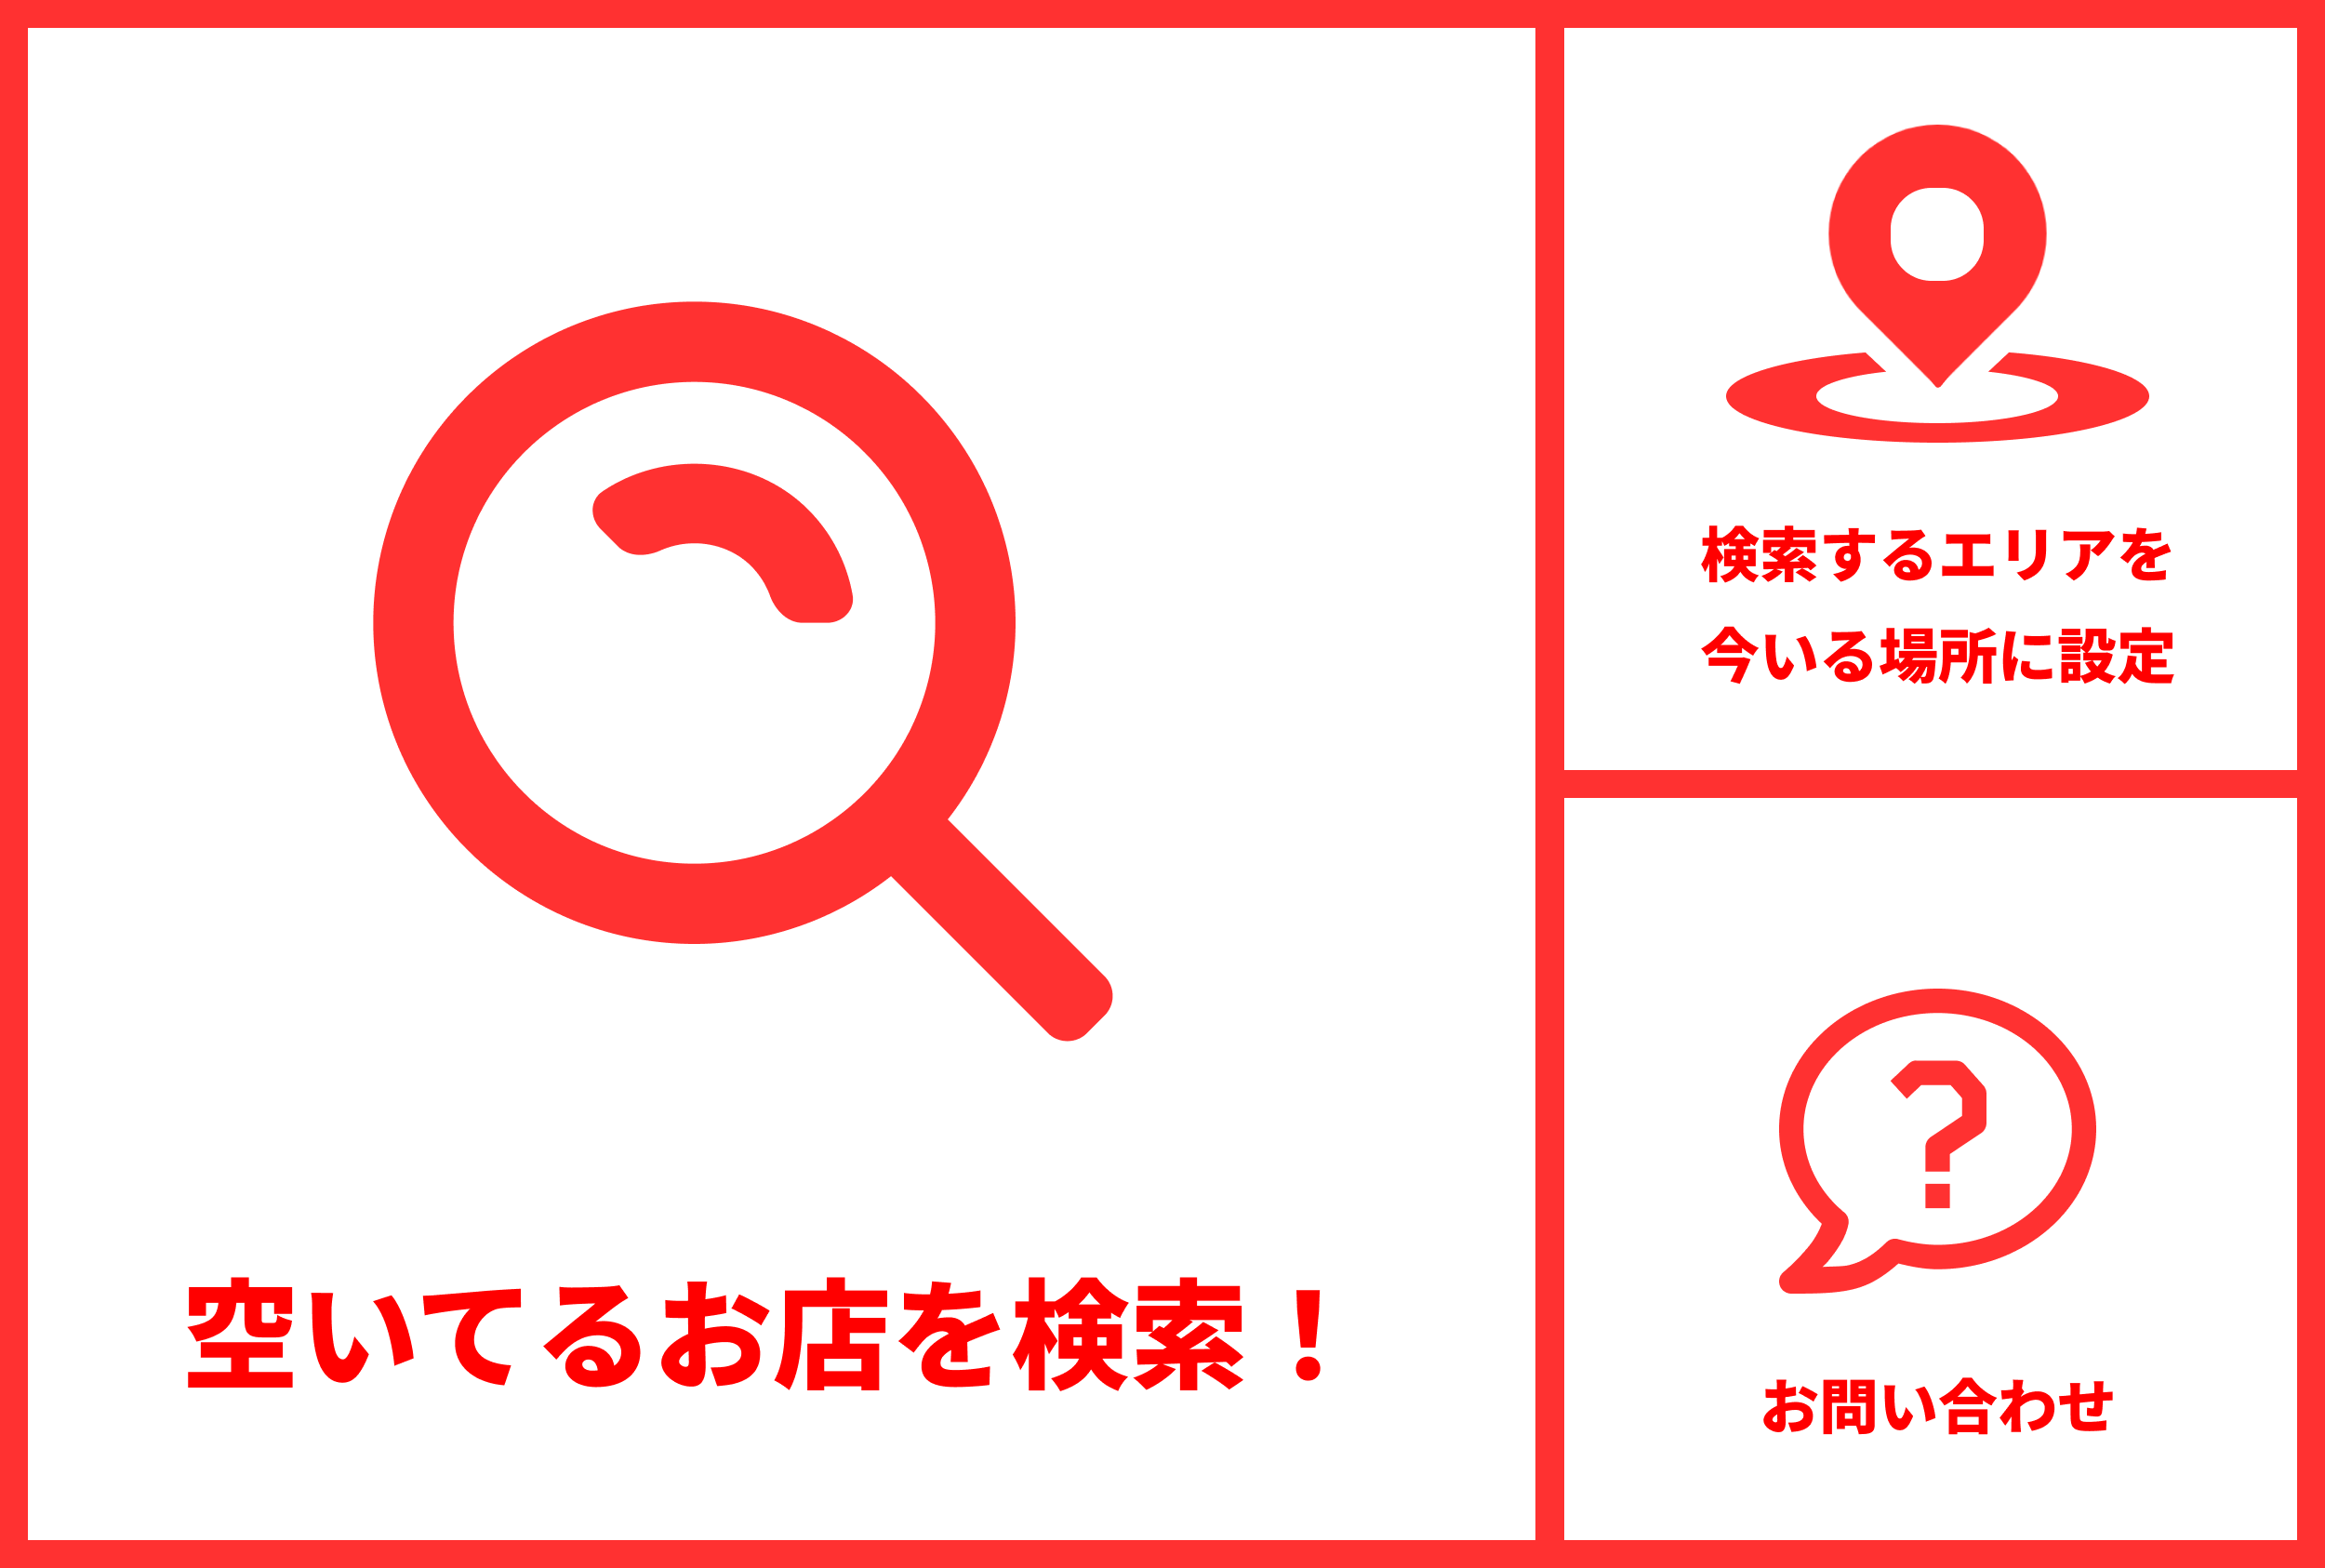 空いてるお店を検索！
検索するエリアを
今いる場所に設定
お問い合わせ